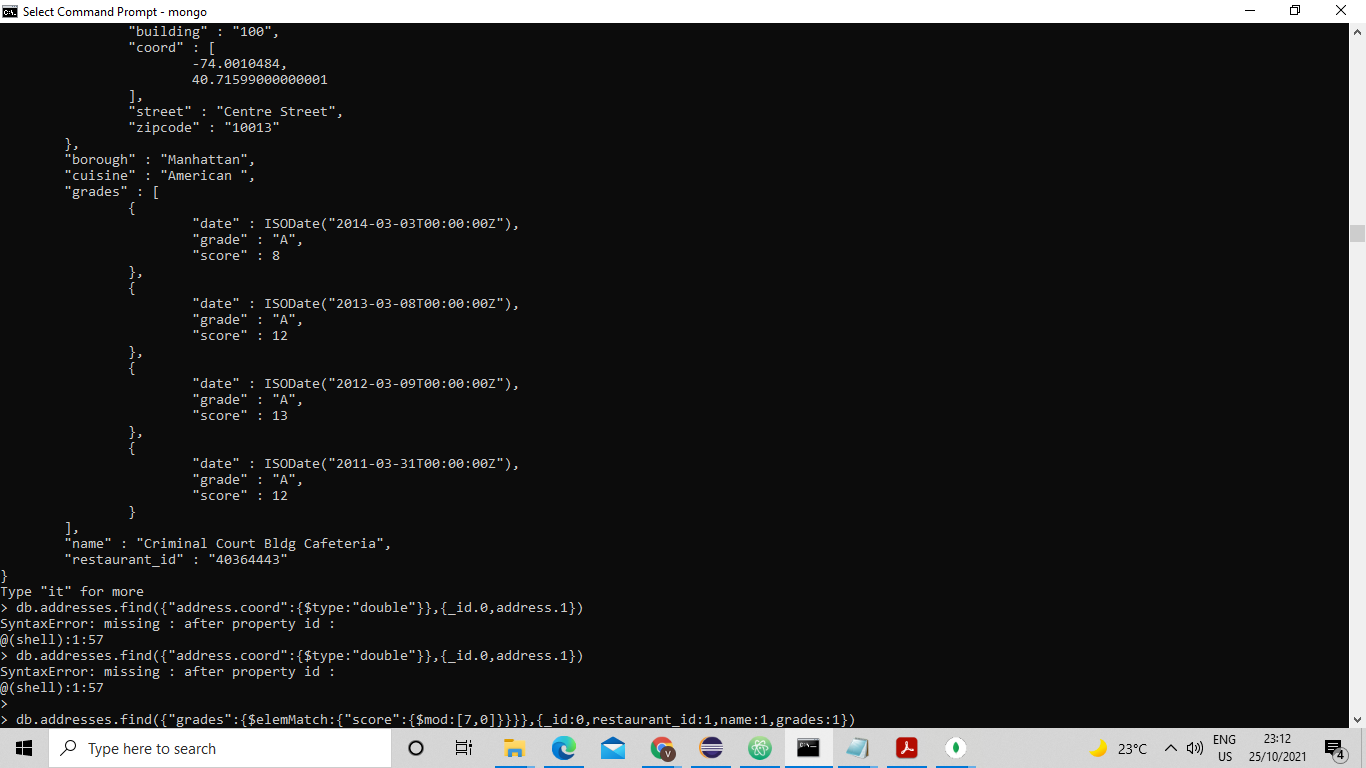 Select Command Prompt - mongo
"building" : "100",
"coord" : [
-74.0010484,
40.71599000000001
],
"street" : "Centre Street",
"zipcode" : "10013"
},
"borough" : "Manhattan",
"cuisine" : "American ",
"grades" : [
{
"date" : ISODate("2014-03-03T00:00:00Z"),
"grade" : "A",
"score" : 8
},
{
"date" : ISODate("2013-03-08T00:00:00Z"),
"grade" : "A",
"score" : 12
},
{
"date" : ISODate("2012-03-09T00:00:00Z"),
"grade" : "A",
"score" : 13
},
{
"date" : ISODate("2011-03-31T00:00:00Z"),
"grade" : "A",
"score" : 12
}
],
"name" : "Criminal Court Bldg Cafeteria",
"restaurant_id" : "40364443"
}
Type "it" for more
> db.addresses.find({"address.coord":{$type:"double"}},{_id.0,address.1})
SyntaxError: missing : after property id :
@(shell):1:57
> db.addresses.find({"address.coord":{$type:"double"}},{_id.0,address.1})
SyntaxError: missing : after property id :
@(shell):1:57
>
> db.addresses.find({"grades":{$elemMatch:{"score":{$mod:[7,0]}}}},{_id:0,restaurant_id:1,name:1,grades:1})
Type here to search
23°C
ENG
US
23:12
25/10/2021
4